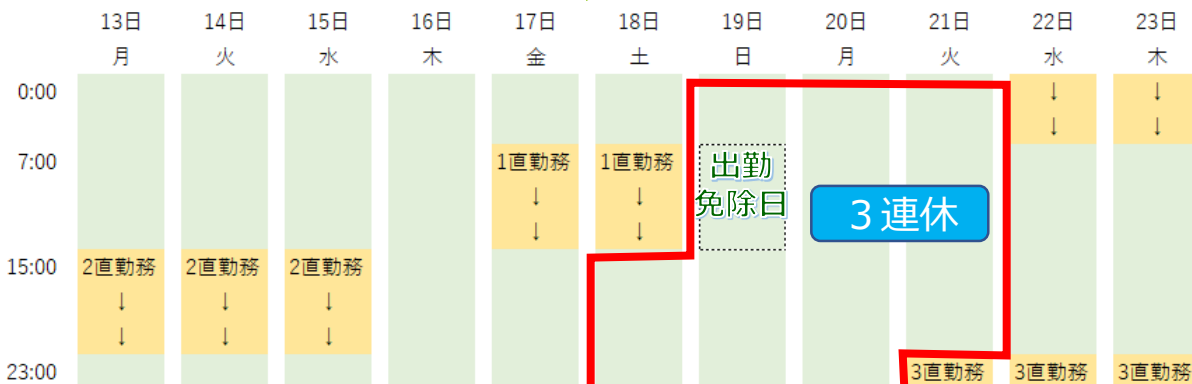 13日 14日 15日 16日 17日 18日 19日 20日 21日 22日 23日
月 火 水 木 金 土 日 月 火 水 木
0:00 ↓ ↓
↓ ↓
7:00 1直勤務 1直勤務 出勤
↓ ↓ 免除日 3連休
↓ ↓
15:00 2直勤務 2直勤務 2直勤務
↓ ↓ ↓
↓ ↓ ↓
23:00 3直勤務 3直勤務 3直勤務